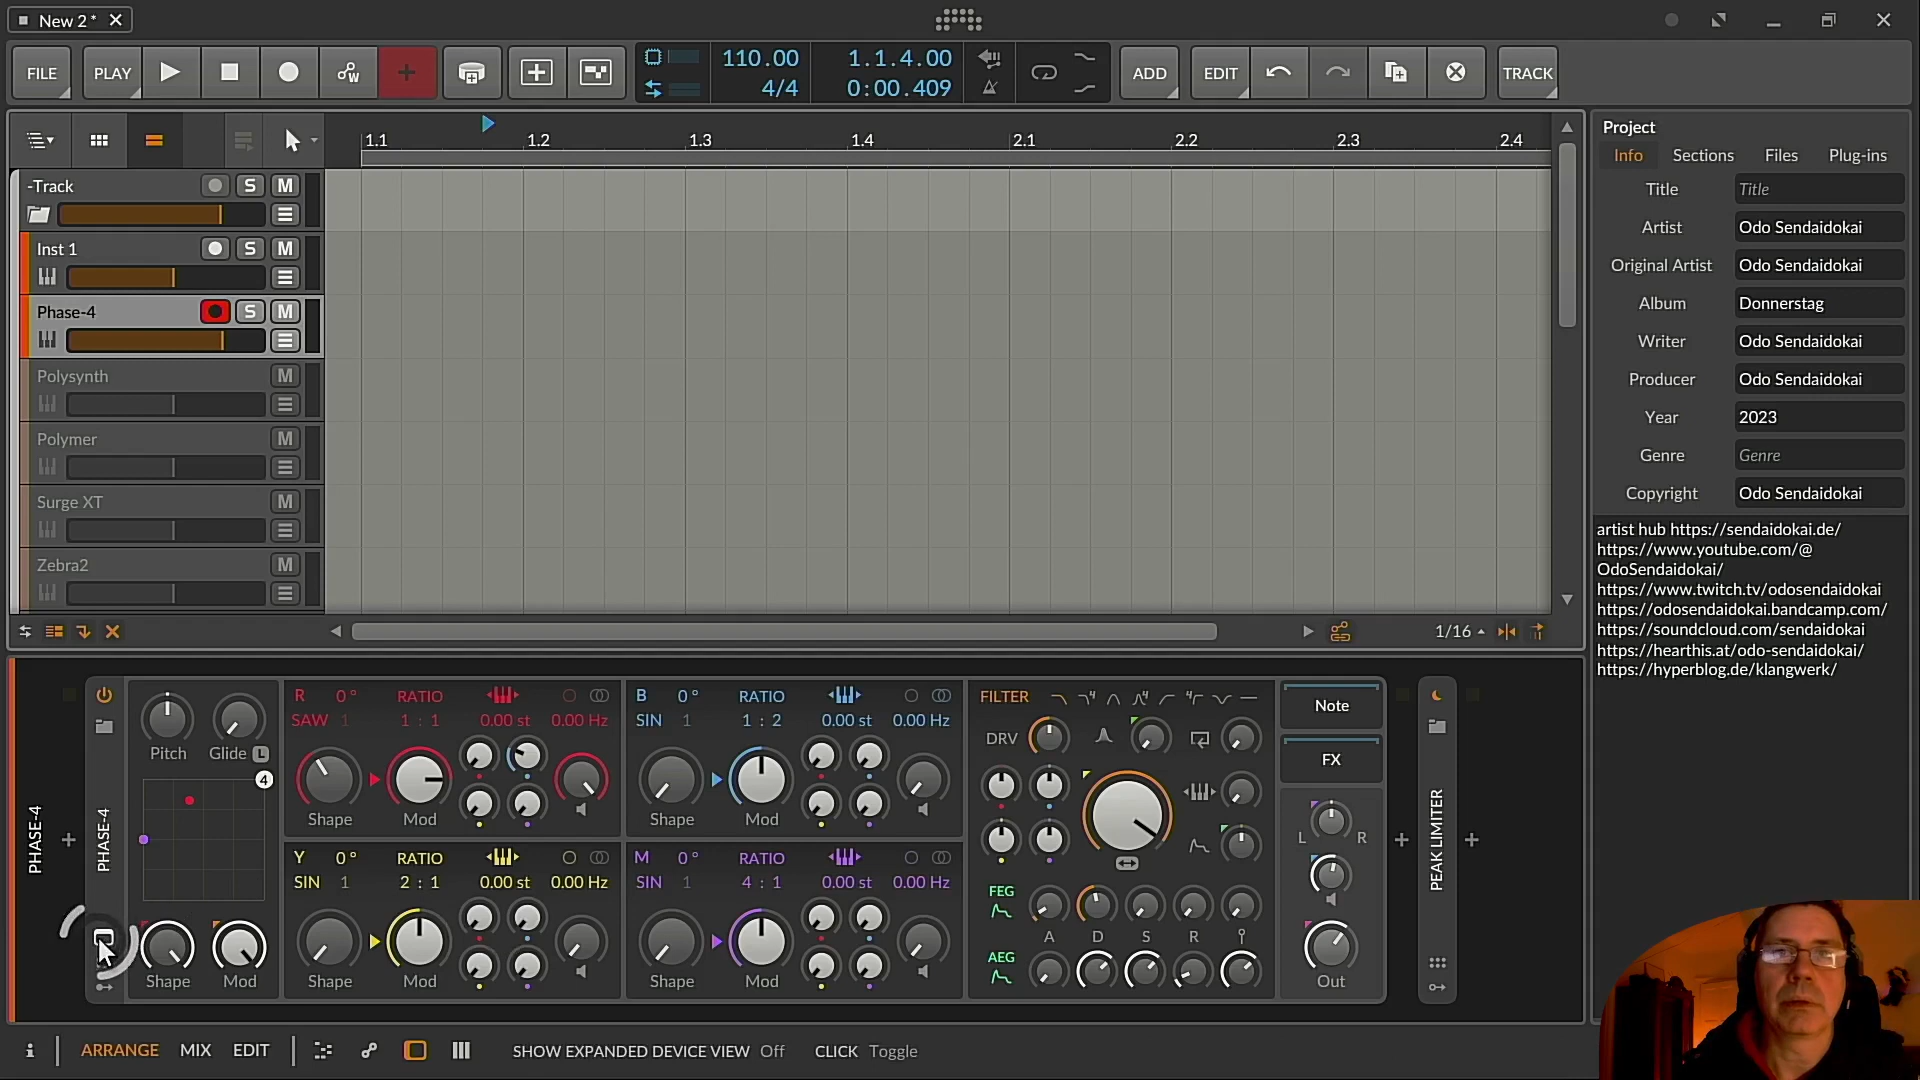 New 2 *
FILE
PLAY
110.00
4/4
1.1.4.00
0:00.409
ADD
EDIT
TRACK
1.1
1.2
1.3
1.4
2.1
2.2
2.3
2.4
-Track
S
M
Inst 1
S
M
Phase-4
S
M
Polysynth
M
Polymer
M
Surge XT
M
Zebra2
M
1/16
Project
Info
Sections
Files
Plug-ins
Title
Title
Artist
Odo Sendaidokai
Original Artist
Odo Sendaidokai
Album
Donnerstag
Writer
Odo Sendaidokai
Producer
Odo Sendaidokai
Year
2023
Genre
Genre
Copyright
Odo Sendaidokai
artist hub https://sendaidokai.de/
https://www.youtube.com/@
OdoSendaidokai/
https://www.twitch.tv/odosendaidokai
https://odosendaidokai.bandcamp.com/
https://soundcloud.com/sendaidokai
https://hearthis.at/odo-sendaidokai/
https://hyperblog.de/klangwerk/
PHASE-4
PHASE-4
Pitch
Glide
L
4
Shape
Mod
R 0 ° RATIO
SAW 1 1 : 1 0.00 st 0.00 Hz
Shape
Mod
B 0 ° RATIO
SIN 1 1 : 2 0.00 st 0.00 Hz
Shape
Mod
Y 0 ° RATIO
SIN 1 2 : 1 0.00 st 0.00 Hz
Shape
Mod
M 0 ° RATIO
SIN 1 4 : 1 0.00 st 0.00 Hz
Shape
Mod
FILTER
DRV
FEG
A D S R
AEG
Note
FX
L R
Out
PEAK LIMITER
ARRANGE
MIX
EDIT
SHOW EXPANDED DEVICE VIEW Off
CLICK Toggle